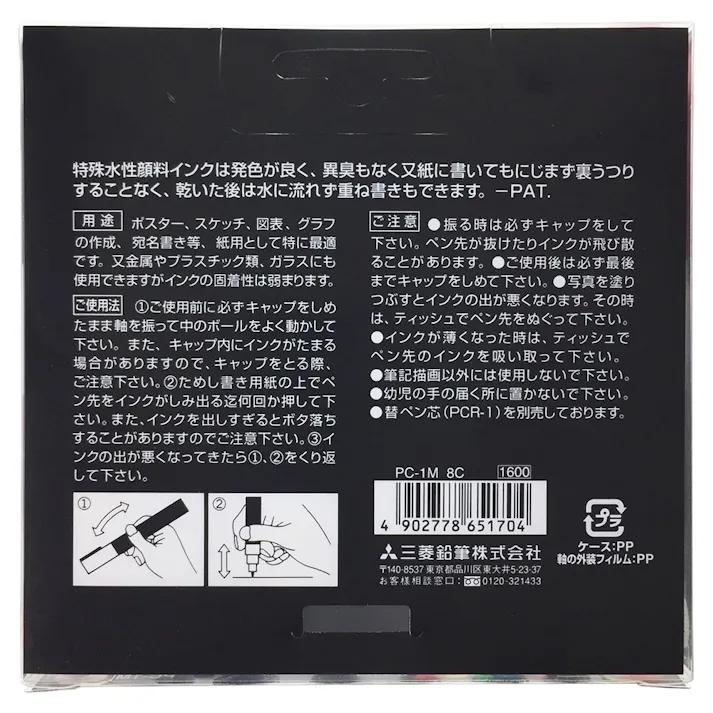 特殊水性顔料インクは発色が良く、異臭もなく又紙に書いてもにじまず裏うつり
することなく、乾いた後は水に流れず重ね書きもできます。－PAT.
用途 ポスター、スケッチ、図表、グラフ
の作成、宛名書き等、紙用として特に最適
です。又金属やプラスチック類、ガラスにも
使用できますがインクの固着性は弱まります。
ご使用法 ①ご使用前に必ずキャップをしめ
たまま軸を振って中のボールをよく動かして
下さい。また、キャップ内にインクがたまる
場合がありますので、キャップをとる際、
ご注意下さい。②ためし書き用紙の上でペ
ン先をインクがしみ出る迄何回か押して下
さい。また、インクを出しすぎるとボタ落ち
することがありますのでご注意下さい。③イ
ンクの出が悪くなってきたら①、②をくり返
して下さい。
① ②
ご注意 ●振る時は必ずキャップをして
下さい。ペン先が抜けたりインクが飛び散
ることがあります。●ご使用後は必ず最後
までキャップをしめて下さい。●写真を塗り
つぶすとインクの出が悪くなります。その時
は、ティッシュでペン先をぬぐって下さい。
●インクが薄くなった時は、ティッシュで
ペン先のインクを吸い取って下さい。
●筆記描画以外には使用しないで下さい。
●幼児の手の届く所に置かないで下さい。
●替ペン芯(PCR-1)を別売しております。
PC-1M 8C 1600
4 902778 651704
三菱鉛筆株式会社
〒140-8537 東京都品川区東大井5-23-37
お客様相談窓口:0120-321433
プラ
ケース:PP
軸の外装フィルム:PP